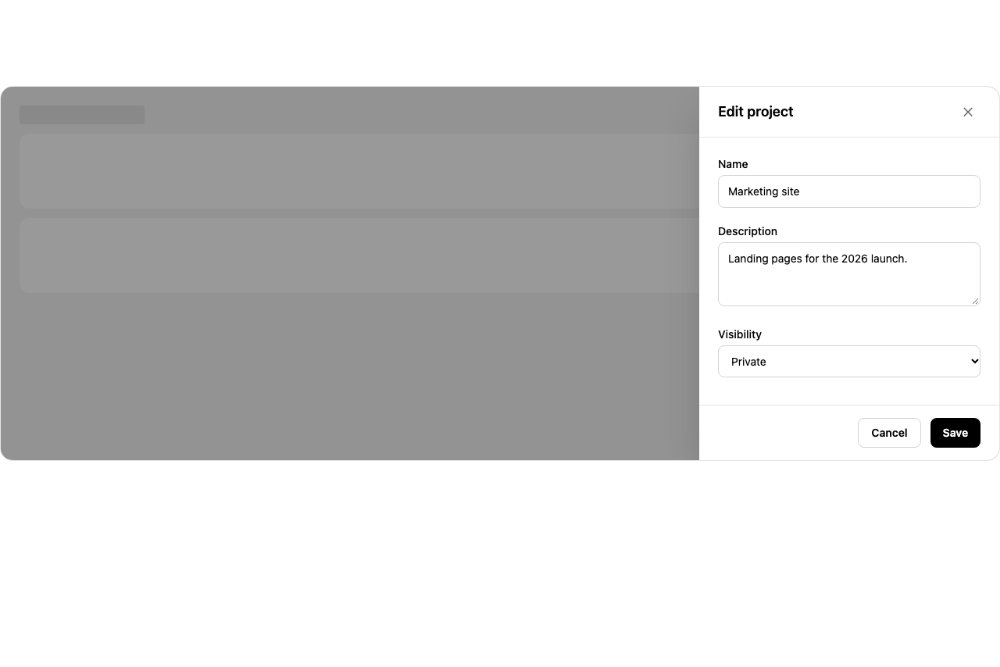 Edit project
Name
Marketing site
Description
Landing pages for the 2026 launch.
Visibility
Private
Cancel
Save